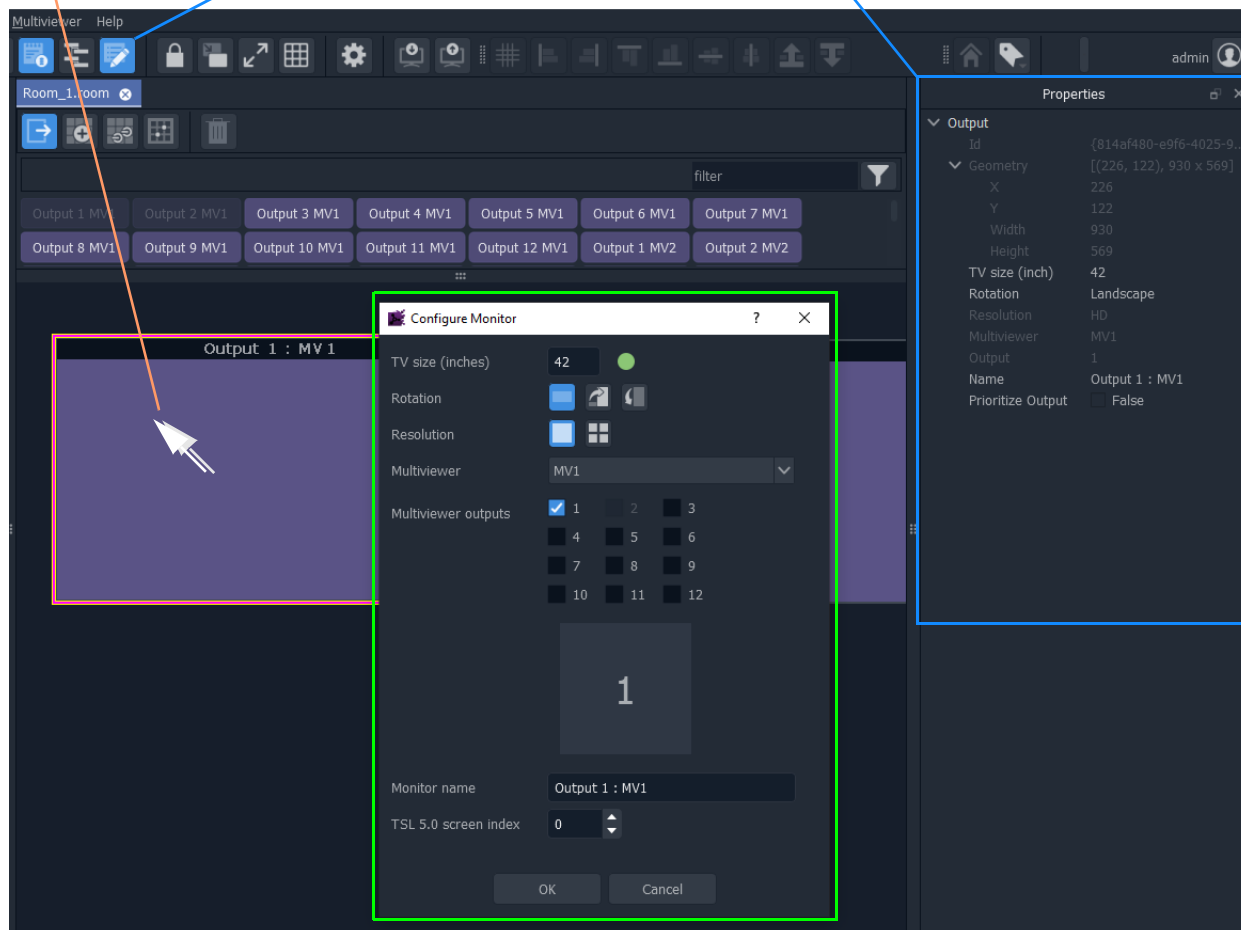 Multiviewer Help
admin
Room_1.room
filter
Output 1 MV1 Output 2 MV1 Output 3 MV1 Output 4 MV1 Output 5 MV1 Output 6 MV1 Output 7 MV1
Output 8 MV1 Output 9 MV1 Output 10 MV1 Output 11 MV1 Output 12 MV1 Output 1 MV2 Output 2 MV2
Output 1 : MV1
Configure Monitor ?
TV size (inches) 42
Rotation
Resolution
Multiviewer MV1
Multiviewer outputs 1 2 3
4 5 6
7 8 9
10 11 12
1
Monitor name Output 1 : MV1
TSL 5.0 screen index 0
OK Cancel
Properties
Output
Id {814af480-e9f6-4025-9...
Geometry [(226, 122), 930 x 569]
X 226
Y 122
Width 930
Height 569
TV size (inch) 42
Rotation Landscape
Resolution HD
Multiviewer MV1
Output 1
Name Output 1 : MV1
Prioritize Output False